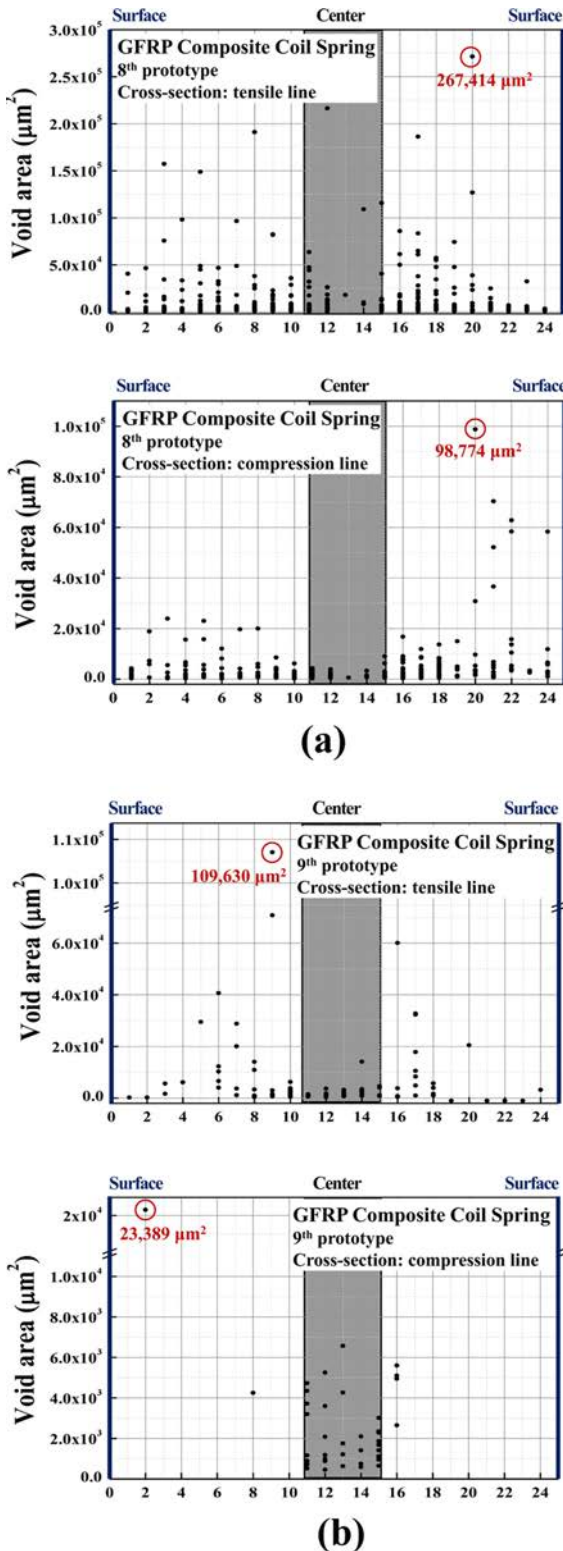 Surface Center Surface
3.0x10⁵
GFRP Composite Coil Spring
8th prototype
Cross-section: tensile line
267,414 μm²
2.5x10⁵
2.0x10⁵
1.5x10⁵
1.0x10⁵
5.0x10⁴
0.0
Void area (μm²)
0 2 4 6 8 10 12 14 16 18 20 22 24
Surface Center Surface
GFRP Composite Coil Spring
8th prototype
Cross-section: compression line
98,774 μm²
1.0x10⁵
8.0x10⁴
6.0x10⁴
4.0x10⁴
2.0x10⁴
0.0
Void area (μm²)
0 2 4 6 8 10 12 14 16 18 20 22 24
(a)
Surface Center Surface
1.1x10⁵
1.0x10⁵
109,630 μm²
GFRP Composite Coil Spring
9th prototype
Cross-section: tensile line
6.0x10⁴
4.0x10⁴
2.0x10⁴
0.0
Void area (μm²)
0 2 4 6 8 10 12 14 16 18 20 22 24
Surface Center Surface
2x10⁴
23,389 μm²
GFRP Composite Coil Spring
9th prototype
Cross-section: compression line
1.0x10⁴
8.0x10³
6.0x10³
4.0x10³
2.0x10³
0.0
Void area (μm²)
0 2 4 6 8 10 12 14 16 18 20 22 24
(b)